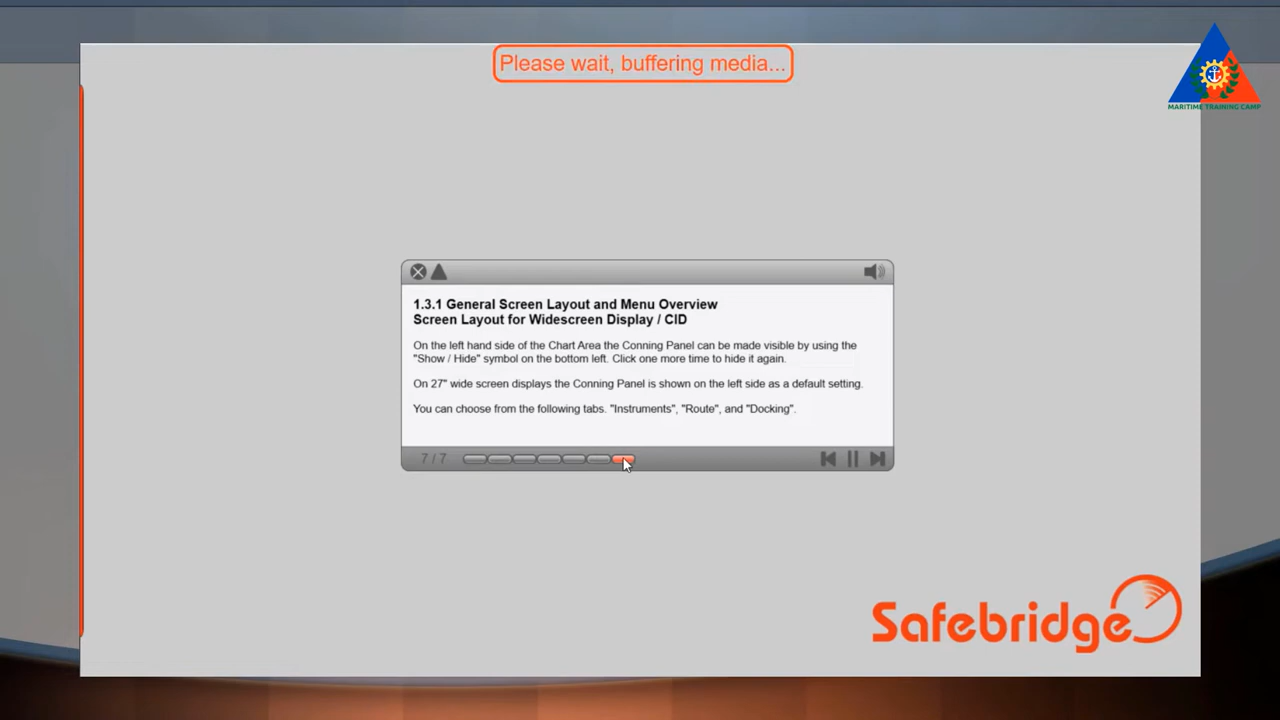 Please wait, buffering media...
MARITIME TRAINING CAMP
1.3.1 General Screen Layout and Menu Overview
Screen Layout for Widescreen Display / CID
On the left hand side of the Chart Area the Conning Panel can be made visible by using the
"Show / Hide" symbol on the bottom left. Click one more time to hide it again.
On 27" wide screen displays the Conning Panel is shown on the left side as a default setting.
You can choose from the following tabs. "Instruments", "Route", and "Docking".
7 / 7
Safebridge